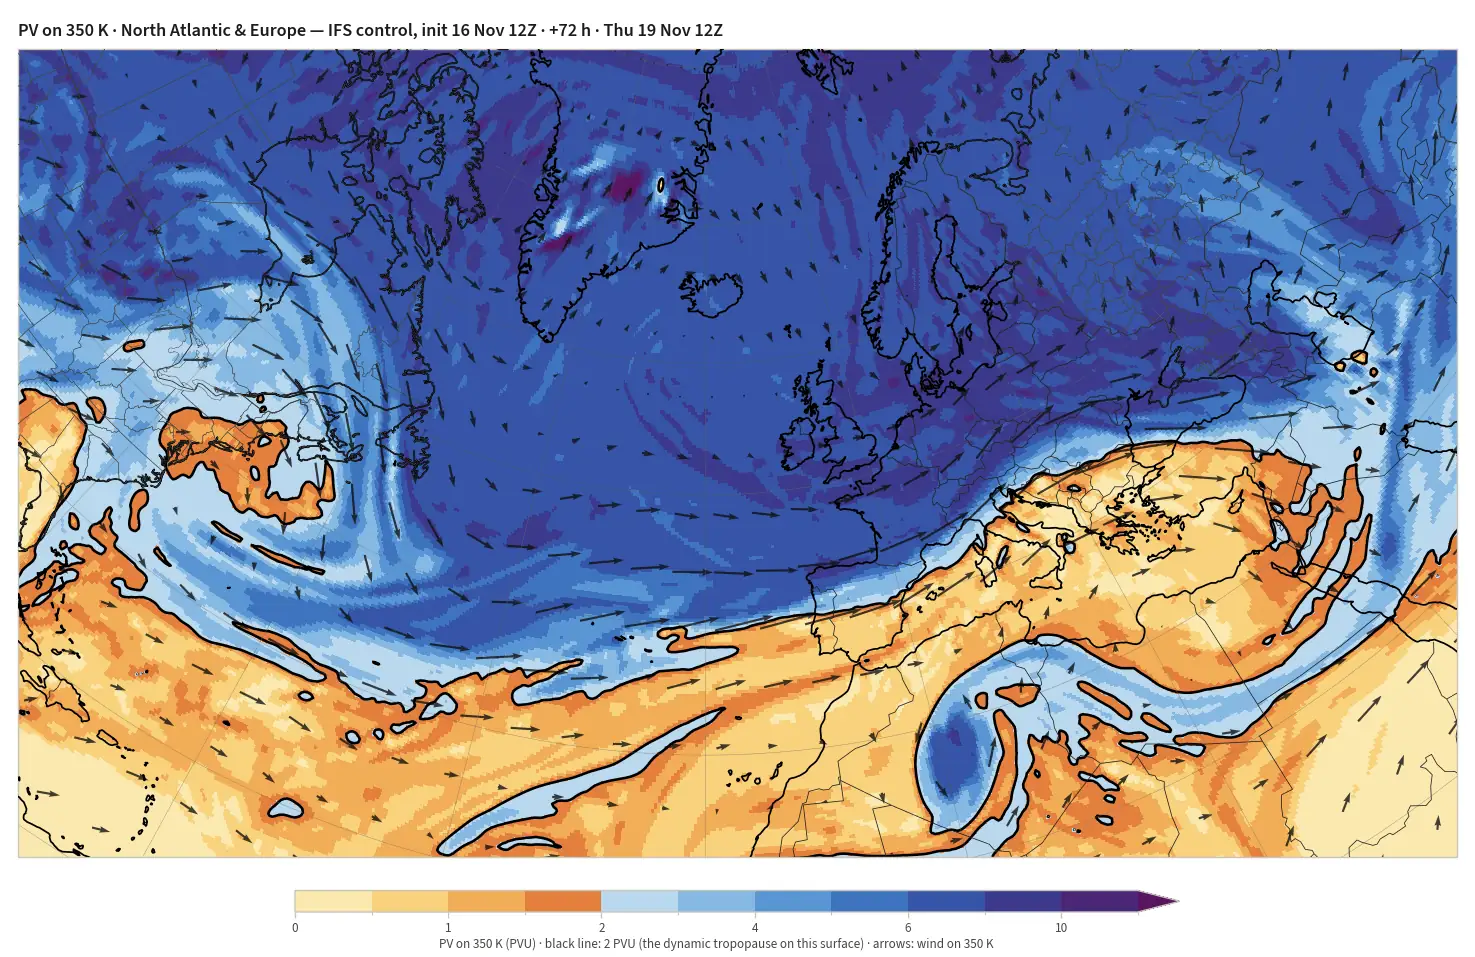 PV on 350 K · North Atlantic & Europe — IFS control, init 16 Nov 12Z · +72 h · Thu 19 Nov 12Z
0 1 2 4 6 10
PV on 350 K (PVU) · black line: 2 PVU (the dynamic tropopause on this surface) · arrows: wind on 350 K